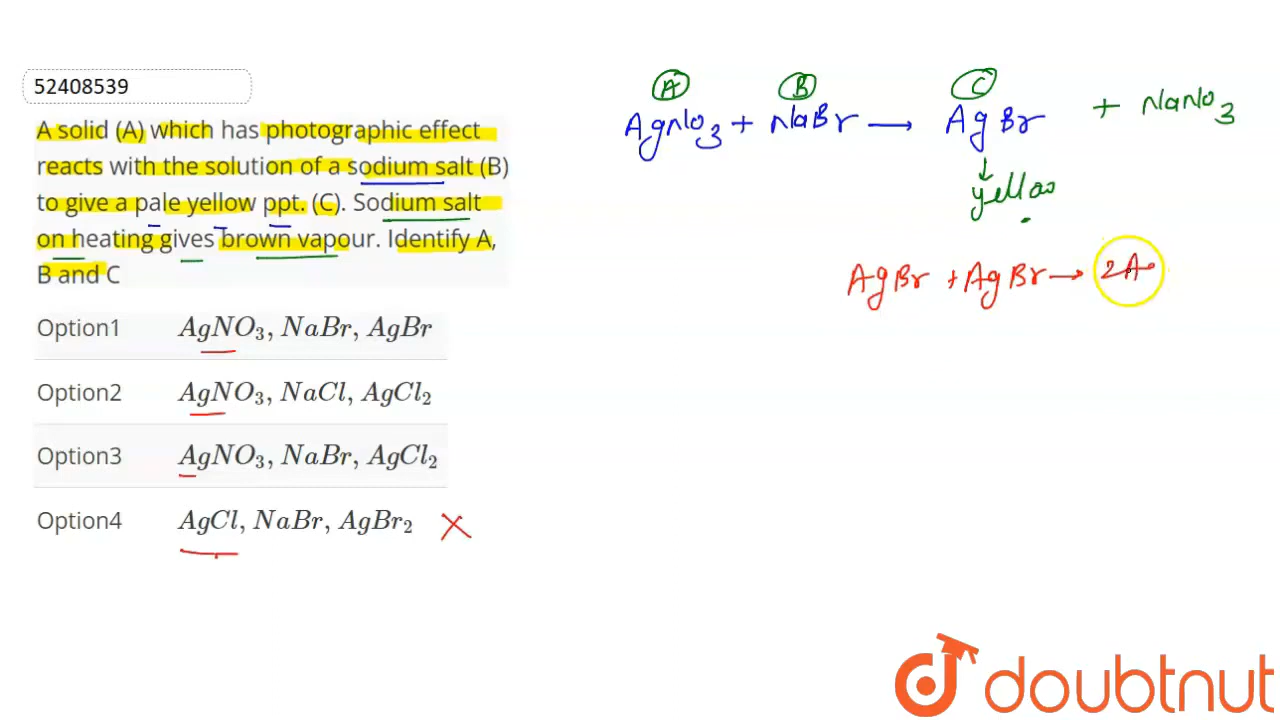 52408539
A solid (A) which has photographic effect
reacts with the solution of a sodium salt (B)
to give a pale yellow ppt. (C). Sodium salt
on heating gives brown vapour. Identify A,
B and C
Option1 AgNO₃, NaBr, AgBr
Option2 AgNO₃, NaCl, AgCl₂
Option3 AgNO₃, NaBr, AgCl₂
Option4 AgCl, NaBr, AgBr₂ ✗
A B C
AgNO₃ + NaBr → AgBr + NaNO₃
↓
AgBr + AgBr → 2A
doubtnut